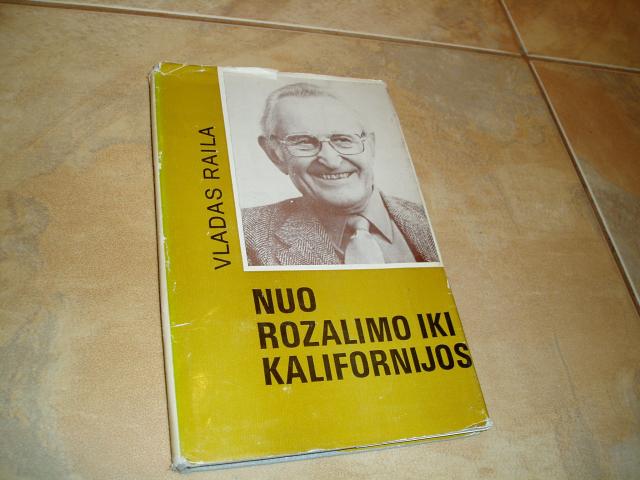 VLADAS RAILA
NUO
ROZALIMO IKI
KALIFORNIJOS